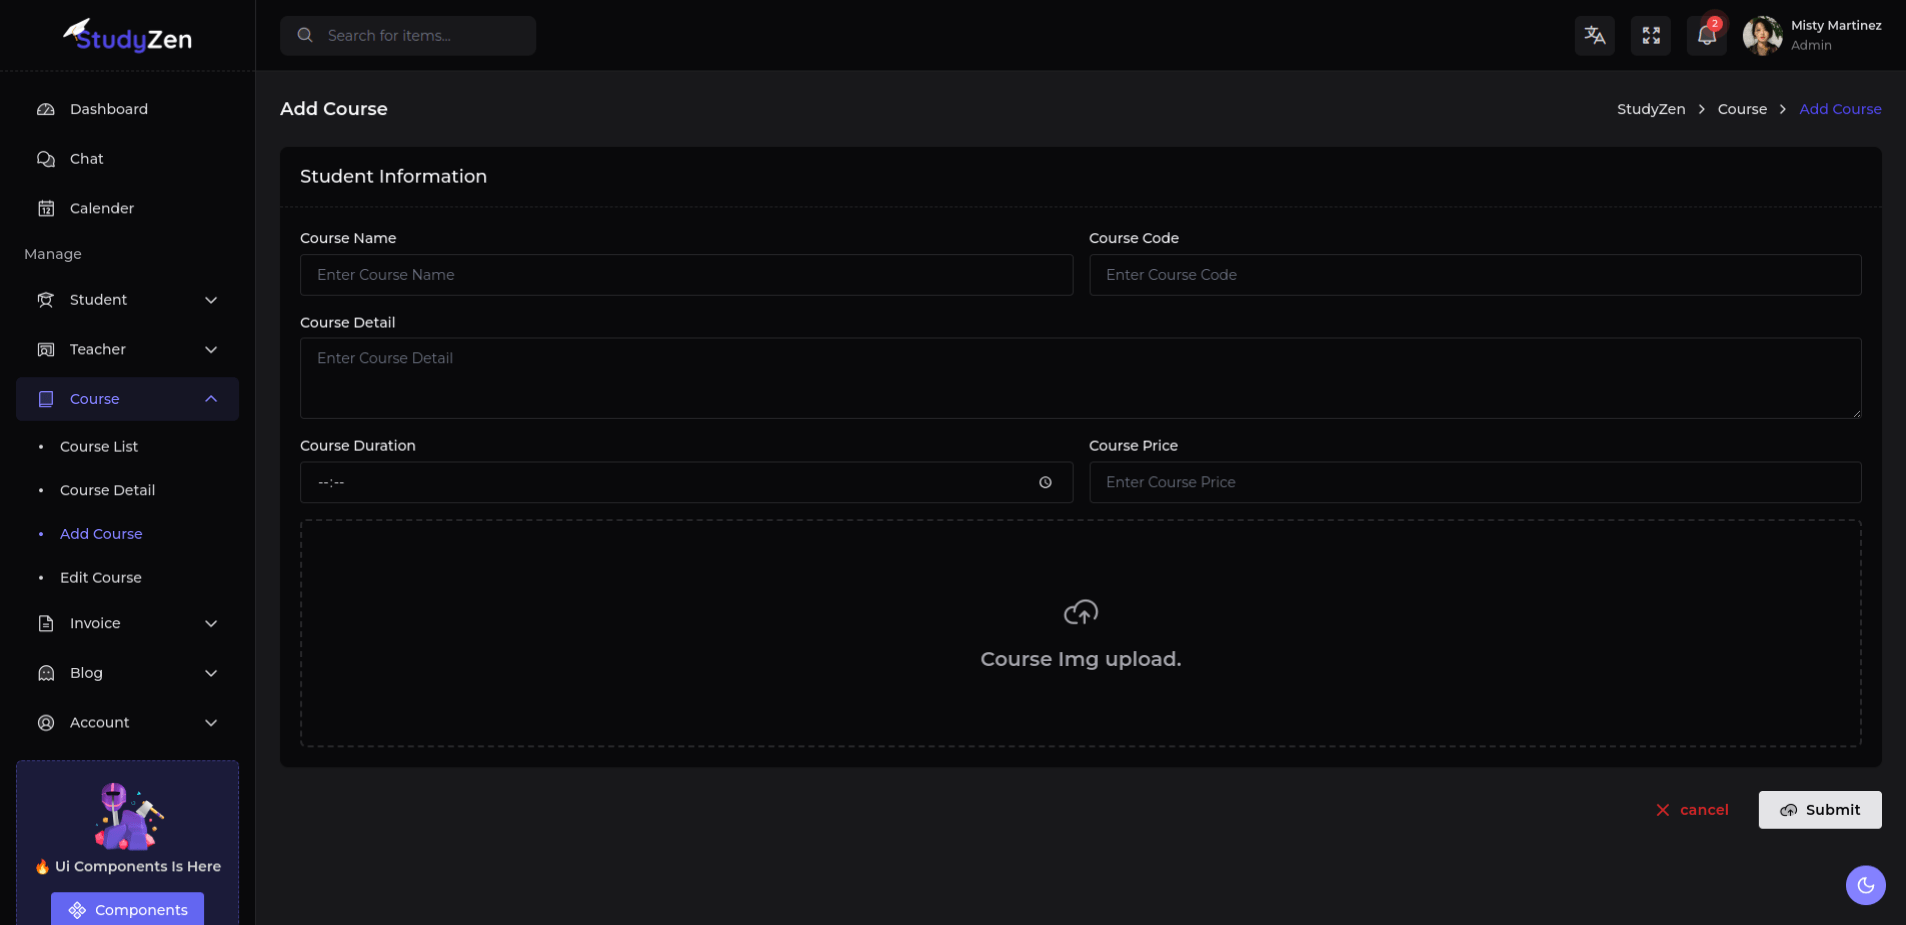 StudyZen
Search for items...
2
Misty Martinez
Admin
Dashboard
Chat
12
Calender
Manage
Student
Teacher
Course
Course List
Course Detail
Add Course
Edit Course
Invoice
Blog
Account
🔥 Ui Components Is Here
Components
Add Course
StudyZen > Course > Add Course
Student Information
Course Name
Enter Course Name
Course Code
Enter Course Code
Course Detail
Enter Course Detail
Course Duration
--:--
Course Price
Enter Course Price
Course Img upload.
cancel
Submit